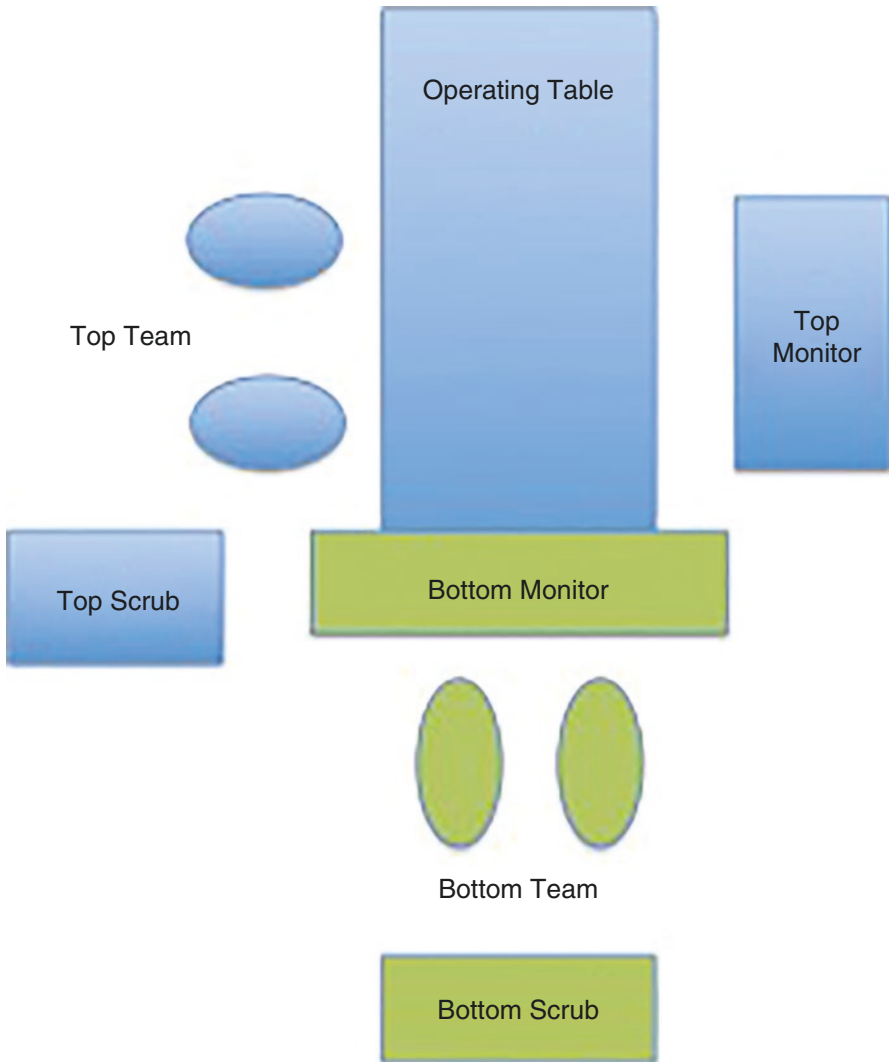 Operating Table
Top Team
Top
Monitor
Top Scrub
Bottom Monitor
Bottom Team
Bottom Scrub